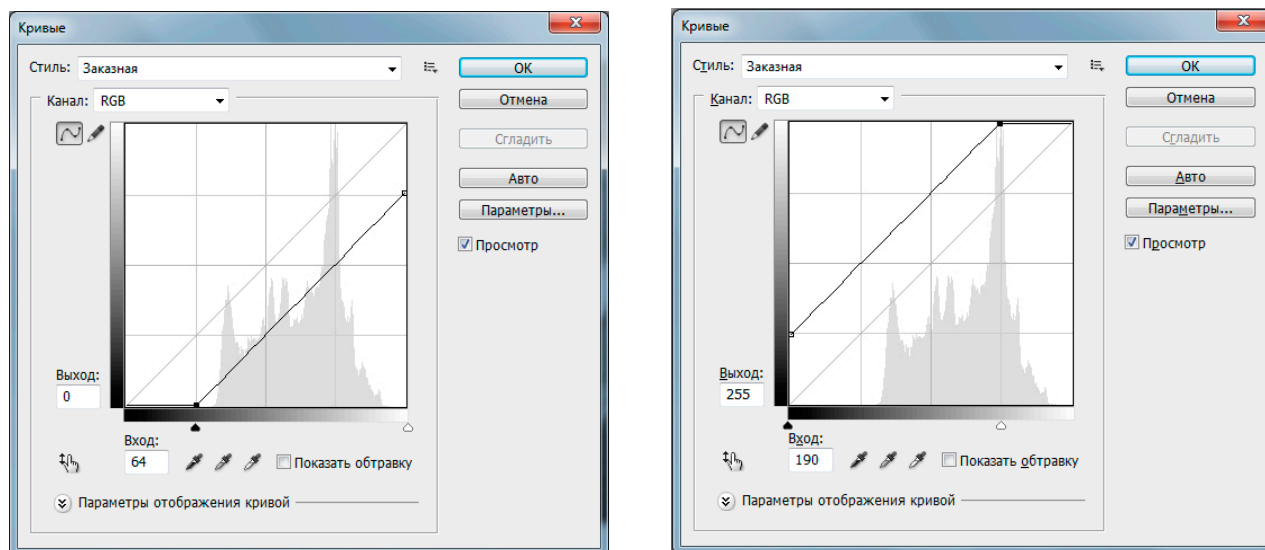 Кривые
Стиль: Заказная
OK
Канал: RGB
Отмена
Сгладить
Авто
Параметры...
Просмотр
Выход:
0
Вход:
64
Показать обтравку
Параметры отображения кривой
Кривые
Стиль: Заказная
OK
Канал: RGB
Отмена
Сгладить
Авто
Параметры...
Просмотр
Выход:
255
Вход:
190
Показать обтравку
Параметры отображения кривой